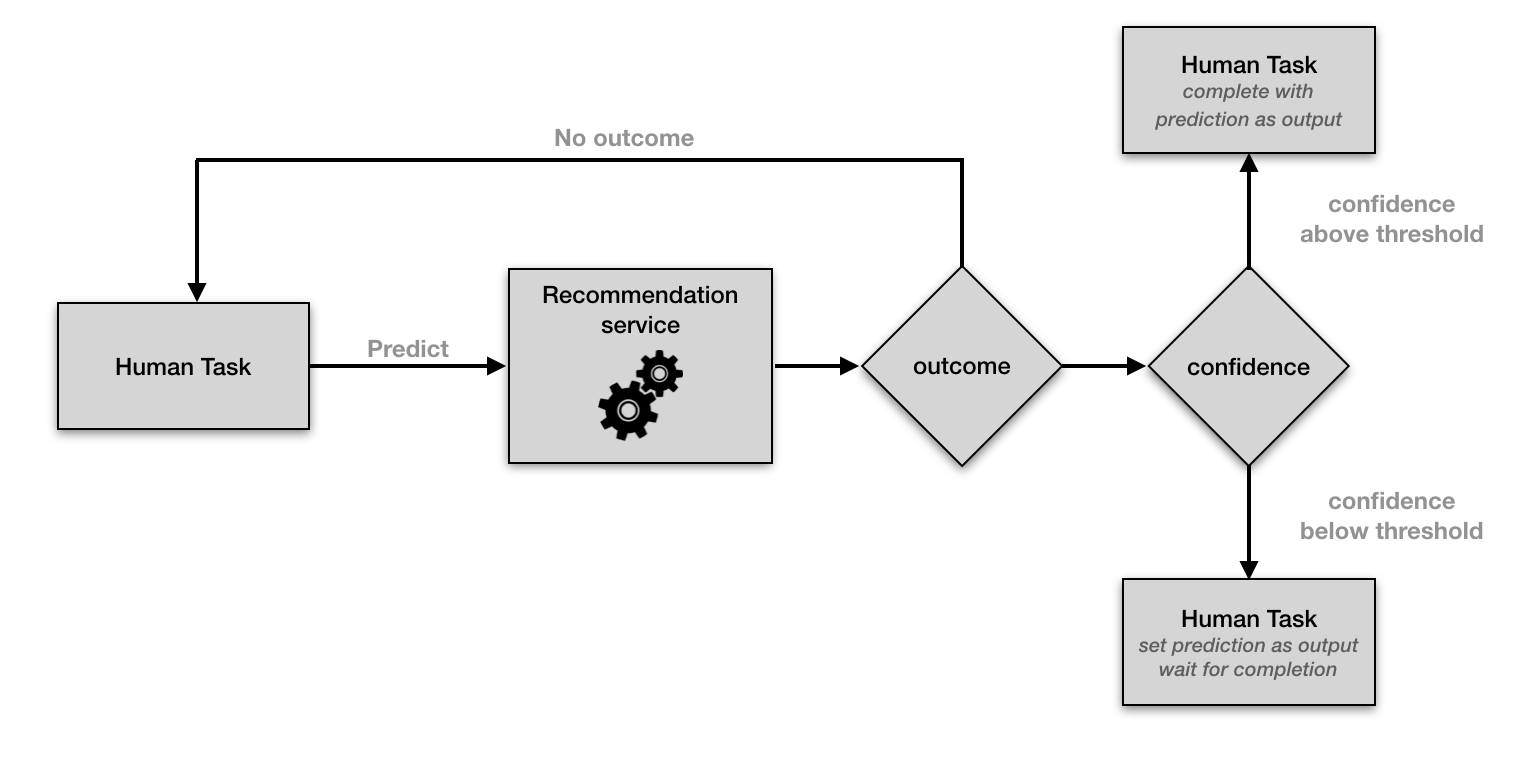 Human Task
complete with
prediction as output
No outcome
confidence
above threshold
Recommendation
service
Predict
Human Task
outcome
confidence
confidence
below threshold
Human Task
set prediction as output
wait for completion